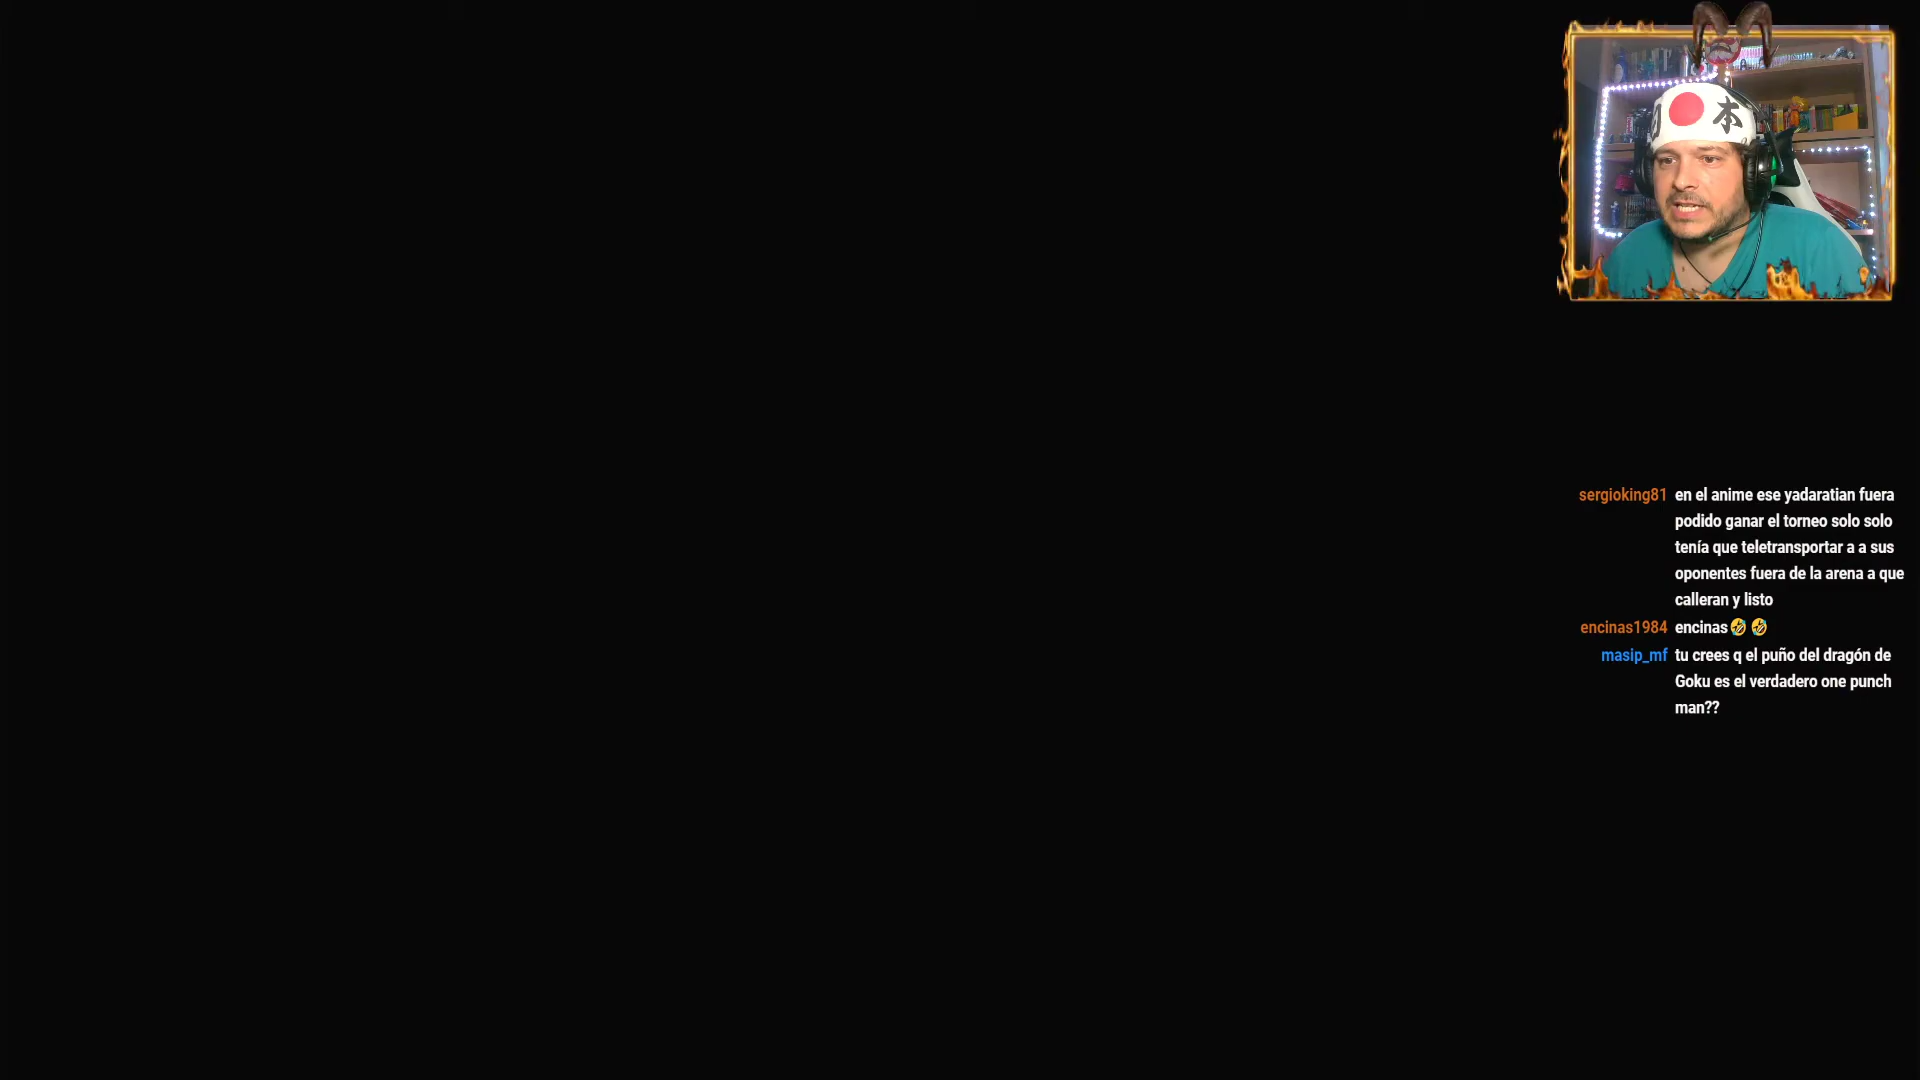 本
sergioking81 en el anime ese yadaratian fuera
podido ganar el torneo solo solo
tenía que teletransportar a a sus
oponentes fuera de la arena a que
calleran y listo
encinas1984 encinas🤣 🤣
masip_mf tu crees q el puño del dragón de
Goku es el verdadero one punch
man??